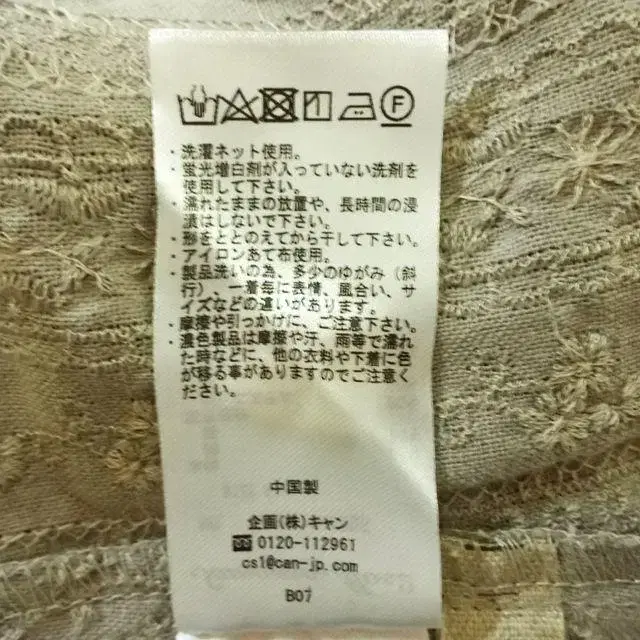 ・洗濯ネット使用。
・蛍光増白剤が入っていない洗剤を
使用して下さい。
・濡れたままの放置や、長時間の浸
漬はしないで下さい。
・形をととのえてから干して下さい。
・アイロンあて布使用。
・製品洗いの為、多少のゆがみ（斜
行）、一着毎に表情、風合い、サ
イズなどの違いがあります。
・摩擦や引っかけに、ご注意下さい。
・濃色製品は摩擦や汗、雨等で濡れ
た時などに、他の衣料や下着に色
が移る事がありますのでご注意く
ださい。
中国製
企画(株)キャン
☎0120-112961
cs1@can-jp.com
B07